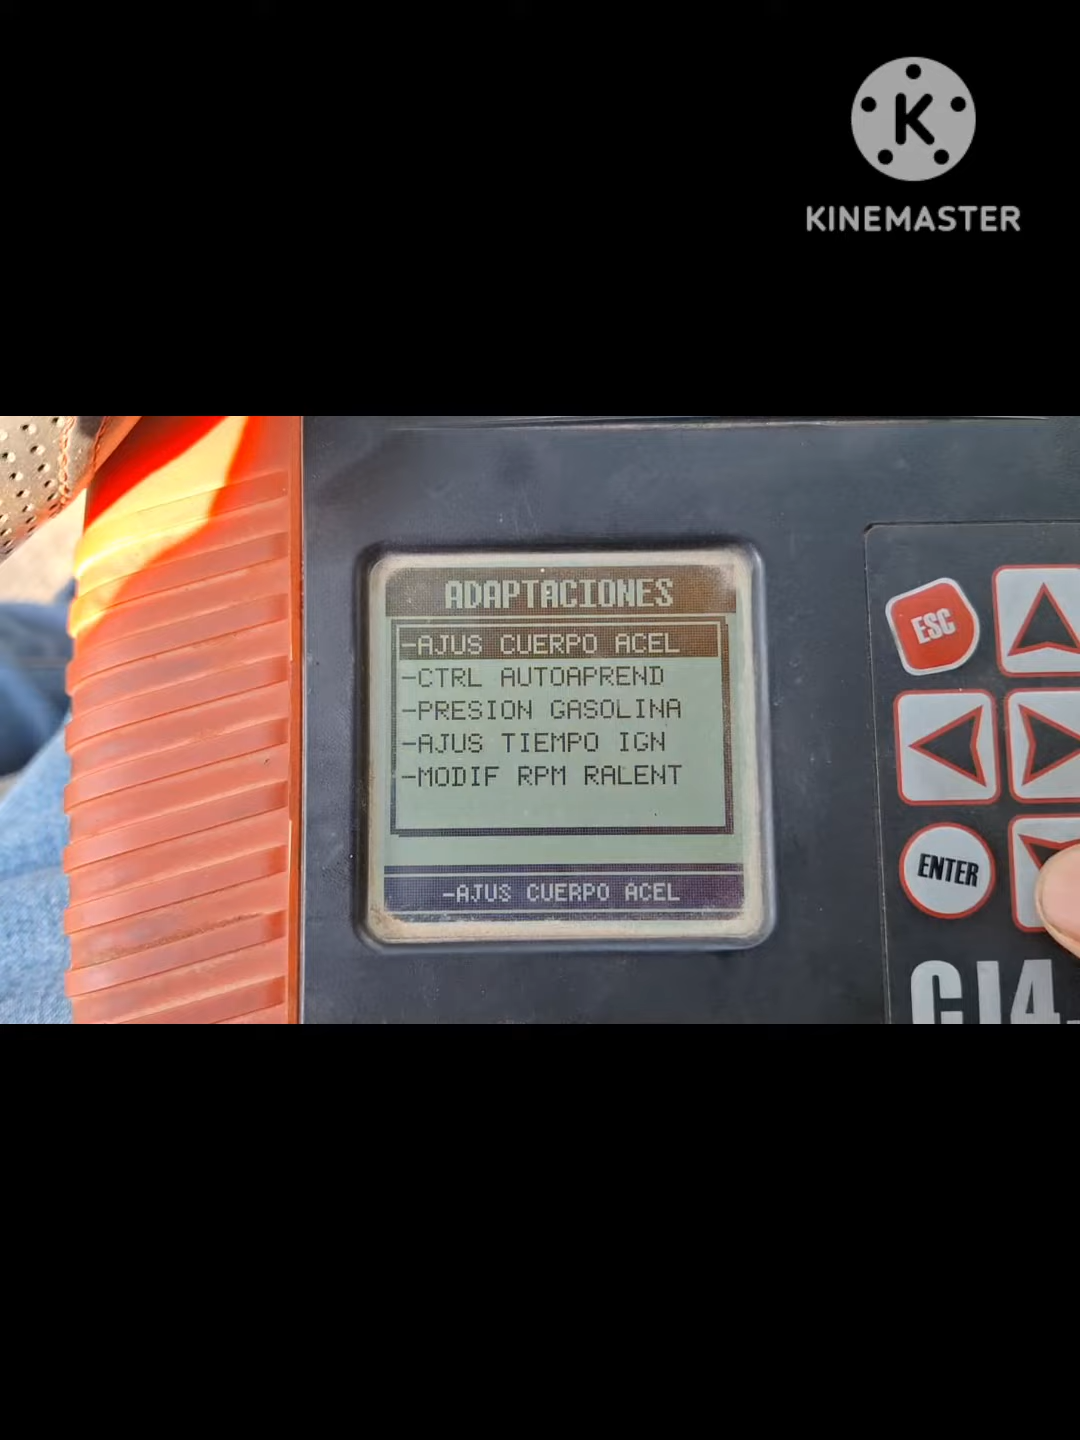 K
KINEMASTER
ADAPTACIONES
-AJUS CUERPO ACEL
-CTRL AUTOAPREND
-PRESION GASOLINA
-AJUS TIEMPO IGN
-MODIF RPM RALENT
-AJUS CUERPO ACEL
ESC
ENTER
CJ4